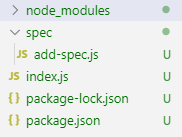 node_modules
spec
add-spec.js U
index.js U
{} package-lock.json U
{} package.json U